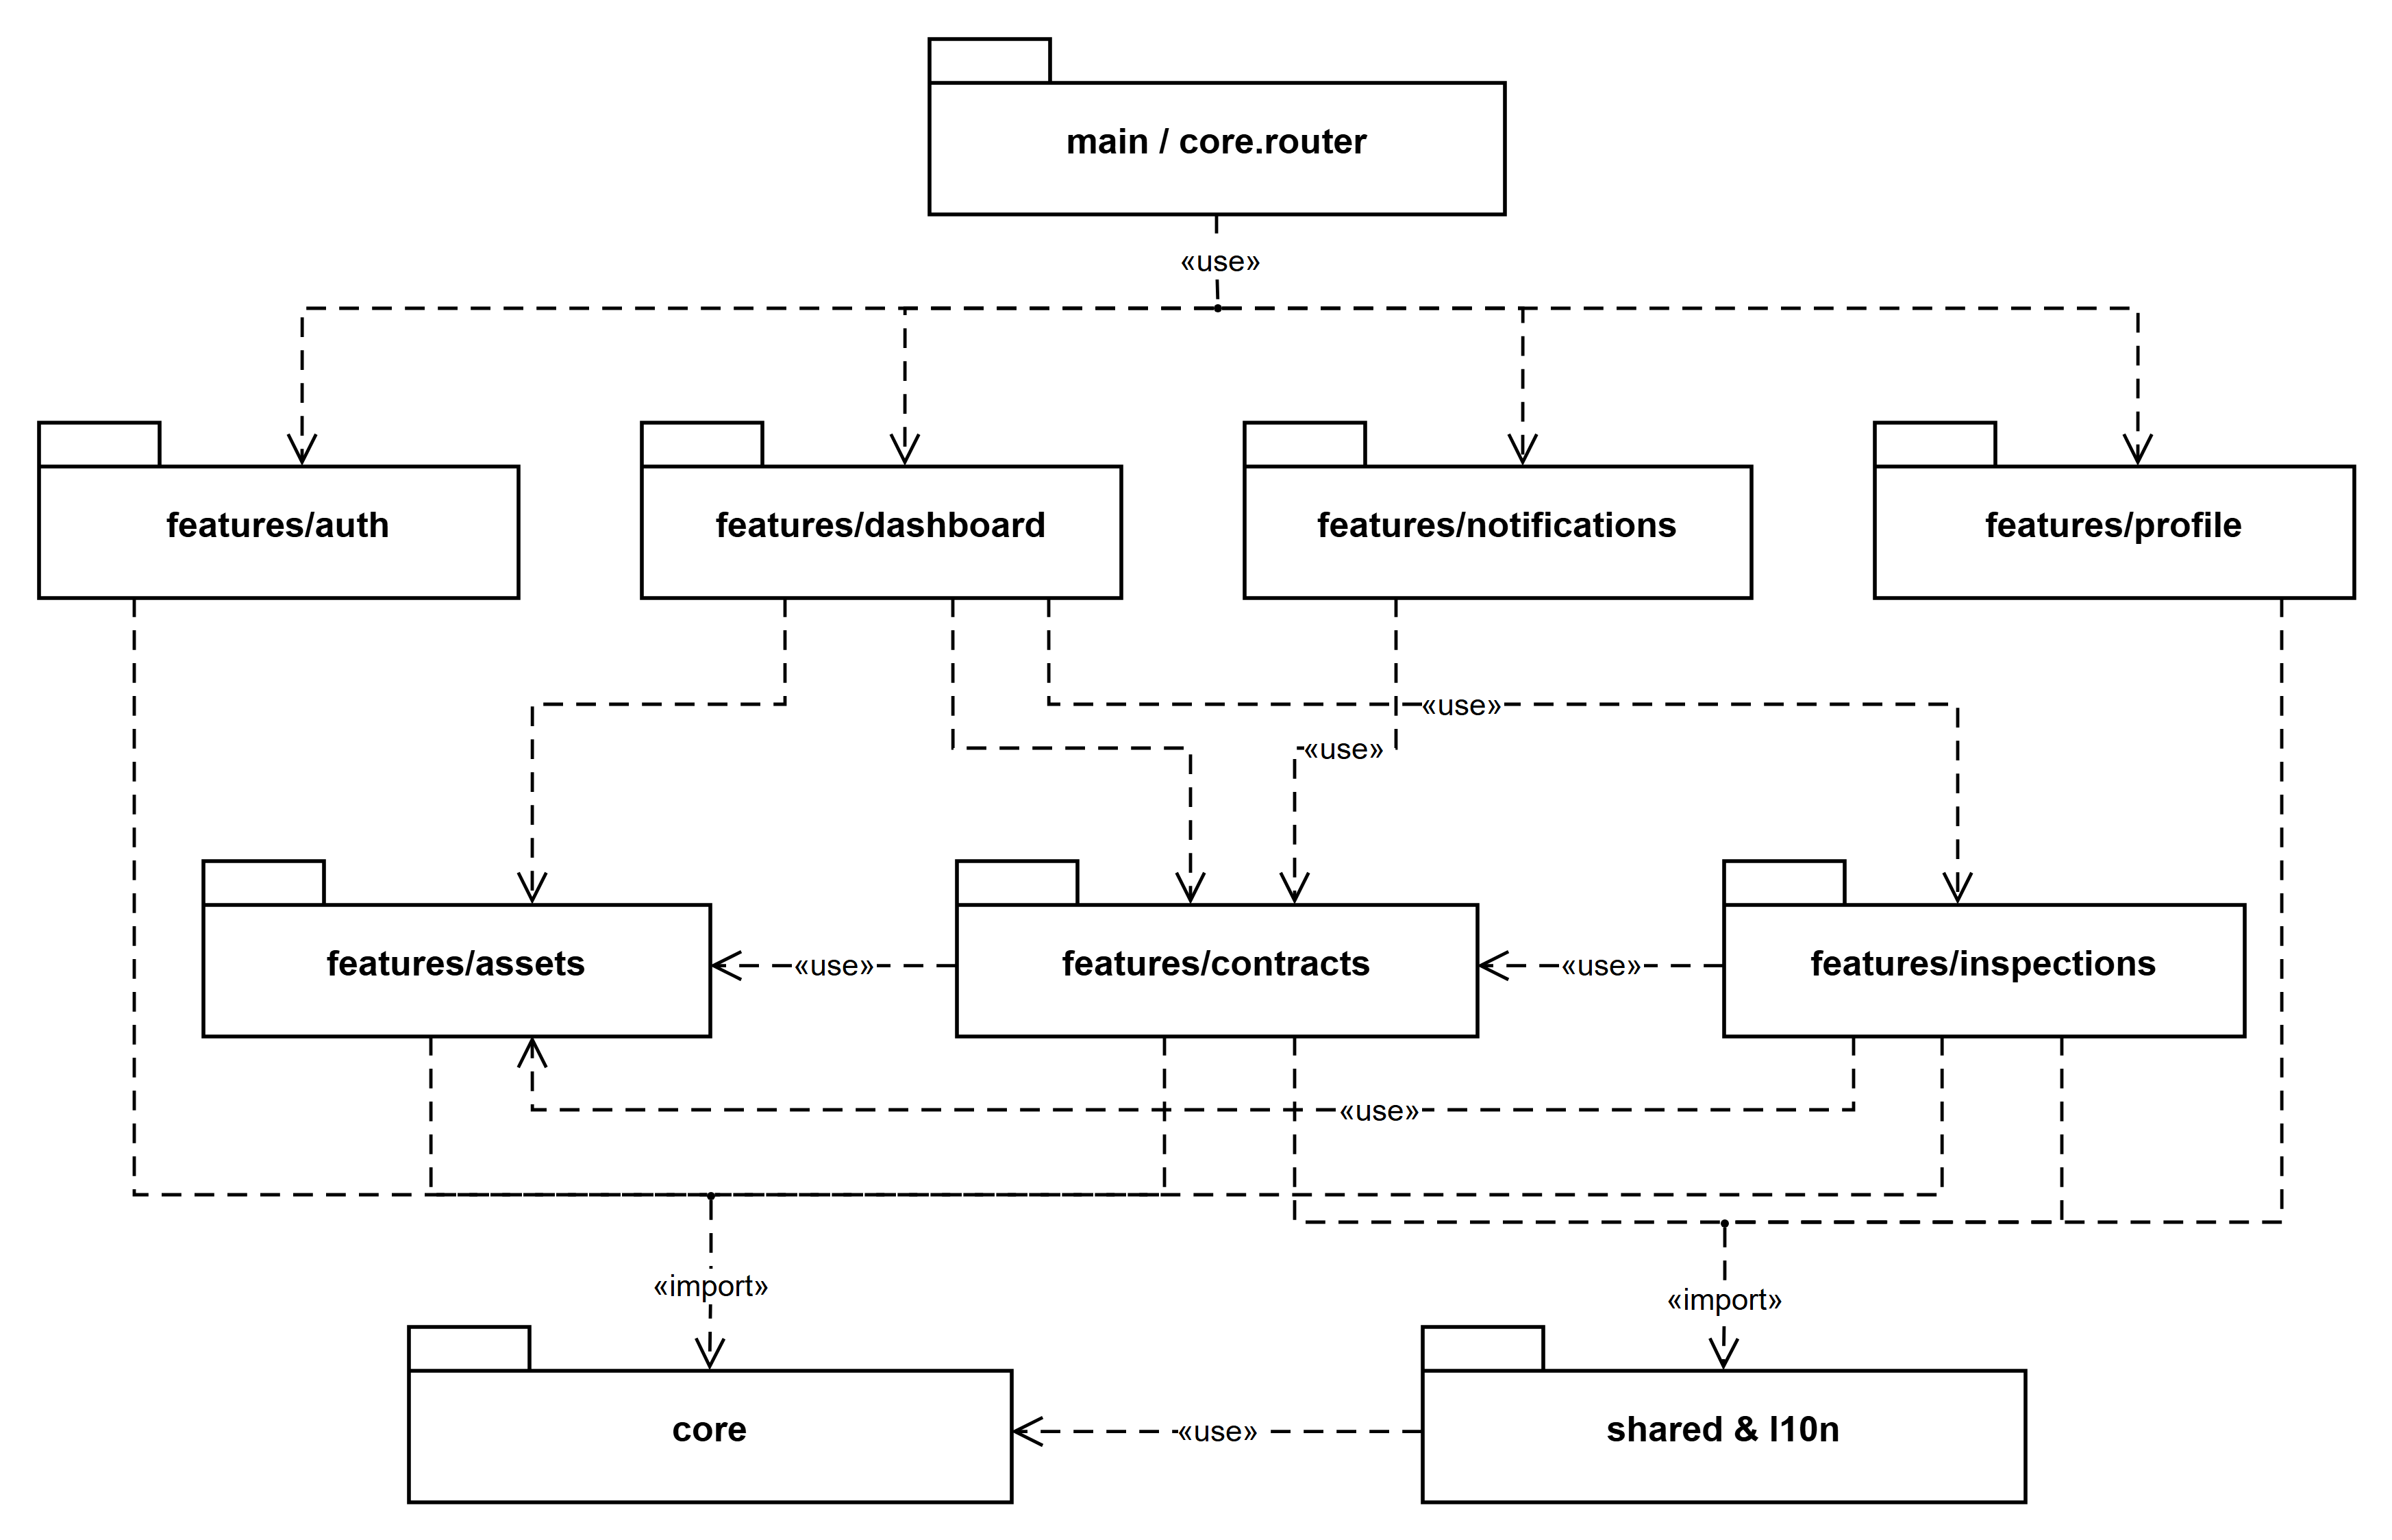 main / core.router
«use»
features/auth
features/dashboard
features/notifications
features/profile
«use»
«use»
features/assets
«use»
features/contracts
«use»
features/inspections
«use»
«import»
«import»
core
«use»
shared & l10n